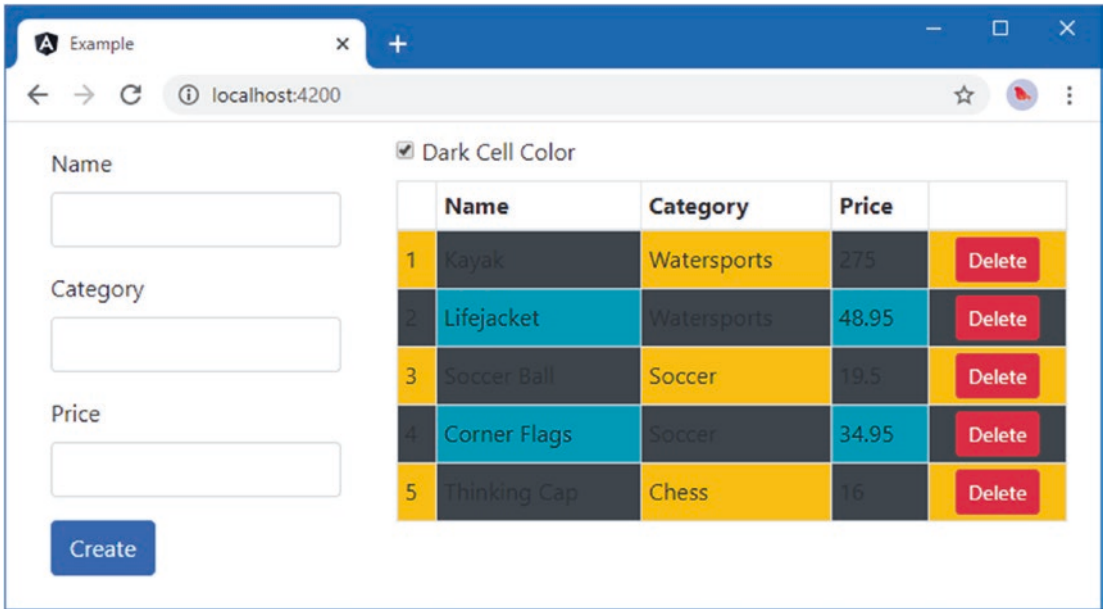 Example
localhost:4200
Name
Category
Price
Create
Dark Cell Color
Name Category Price
1 Kayak Watersports 275 Delete
2 Lifejacket Watersports 48.95 Delete
3 Soccer Ball Soccer 19.5 Delete
4 Corner Flags Soccer 34.95 Delete
5 Thinking Cap Chess 16 Delete